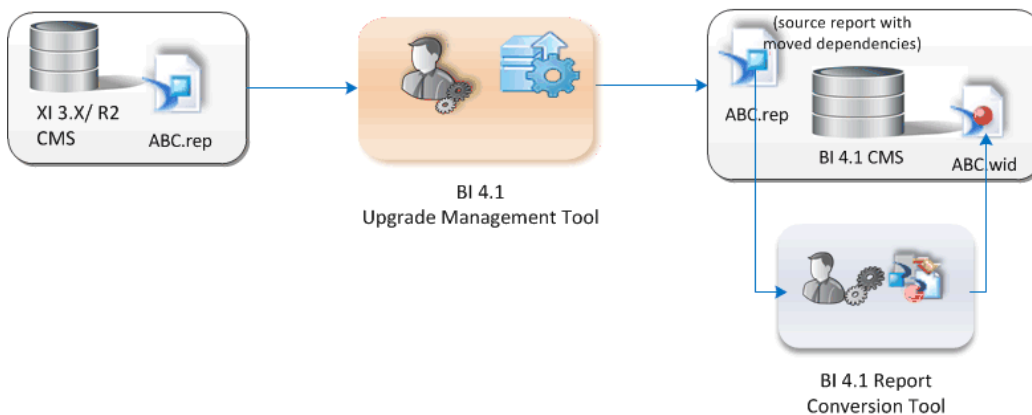 XI 3.X/ R2
CMS
ABC.rep
BI 4.1
Upgrade Management Tool
(source report with
moved dependencies)
ABC.rep
BI 4.1 CMS
ABC.wid
BI 4.1 Report
Conversion Tool